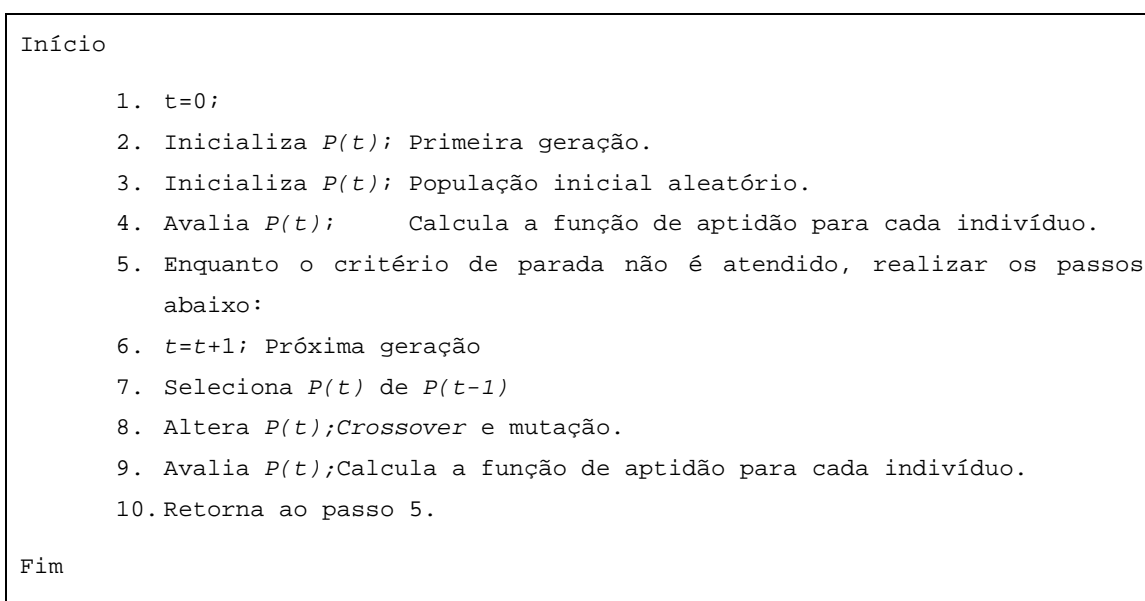 Início
1. t=0;
2. Inicializa P(t); Primeira geração.
3. Inicializa P(t); População inicial aleatório.
4. Avalia P(t); Calcula a função de aptidão para cada indivíduo.
5. Enquanto o critério de parada não é atendido, realizar os passos
abaixo:
6. t=t+1; Próxima geração
7. Seleciona P(t) de P(t-1)
8. Altera P(t);Crossover e mutação.
9. Avalia P(t);Calcula a função de aptidão para cada indivíduo.
10. Retorna ao passo 5.
Fim